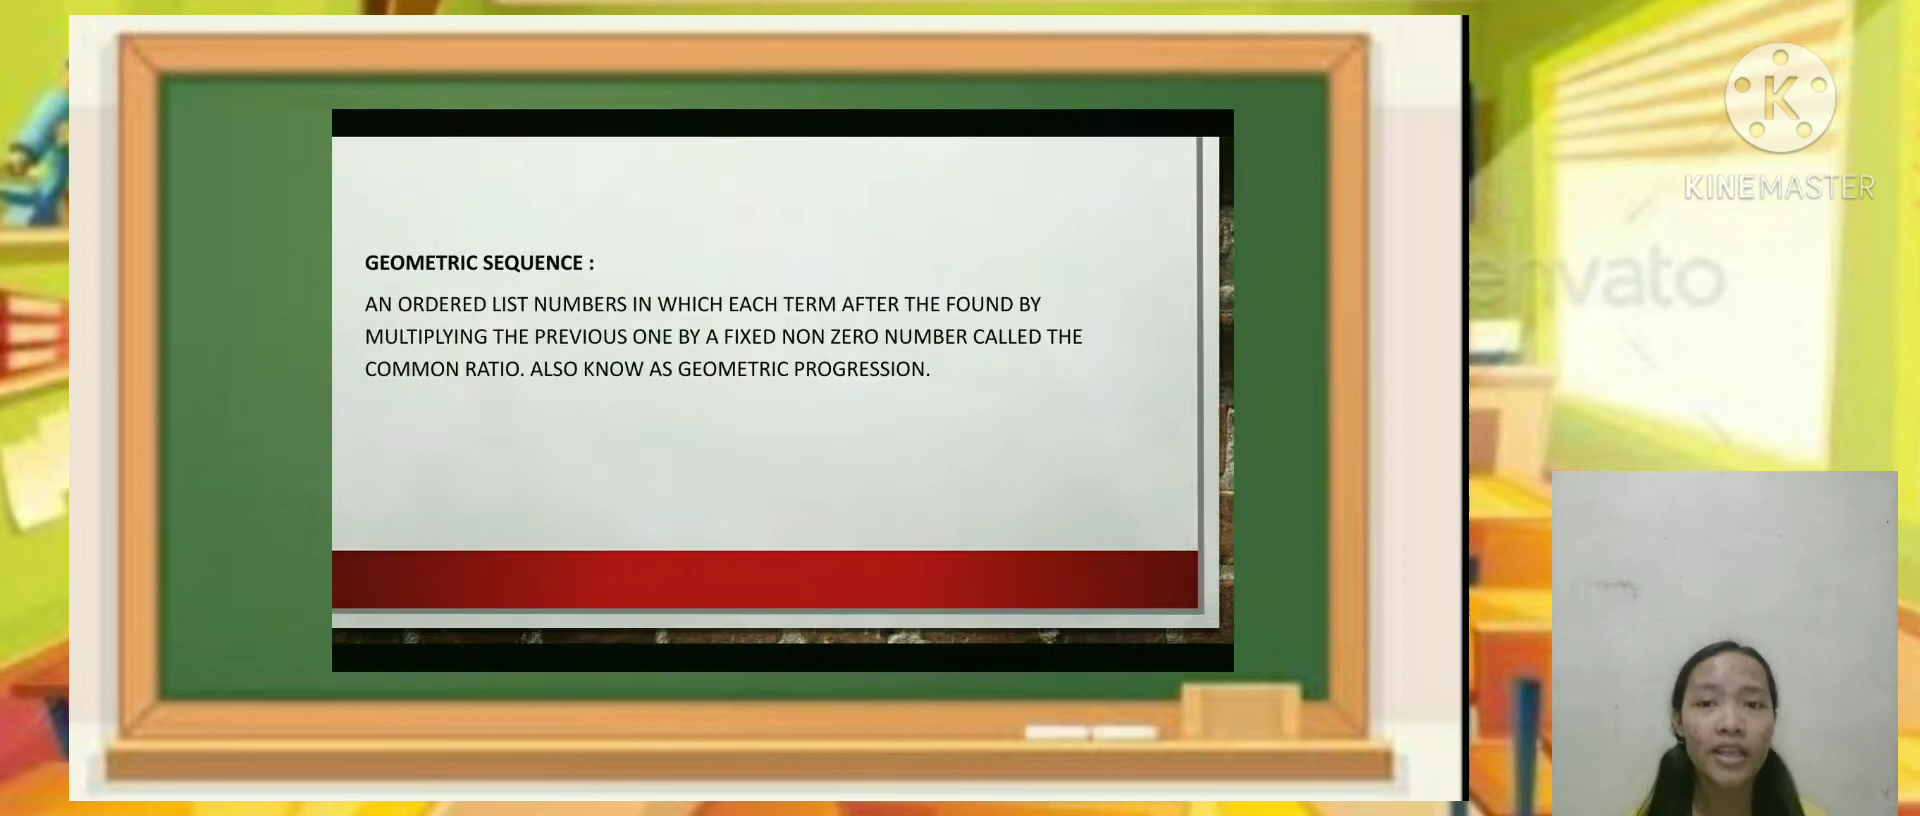 GEOMETRIC SEQUENCE :
AN ORDERED LIST NUMBERS IN WHICH EACH TERM AFTER THE FOUND BY
MULTIPLYING THE PREVIOUS ONE BY A FIXED NON ZERO NUMBER CALLED THE
COMMON RATIO. ALSO KNOW AS GEOMETRIC PROGRESSION.
K
KINEMASTER
envato